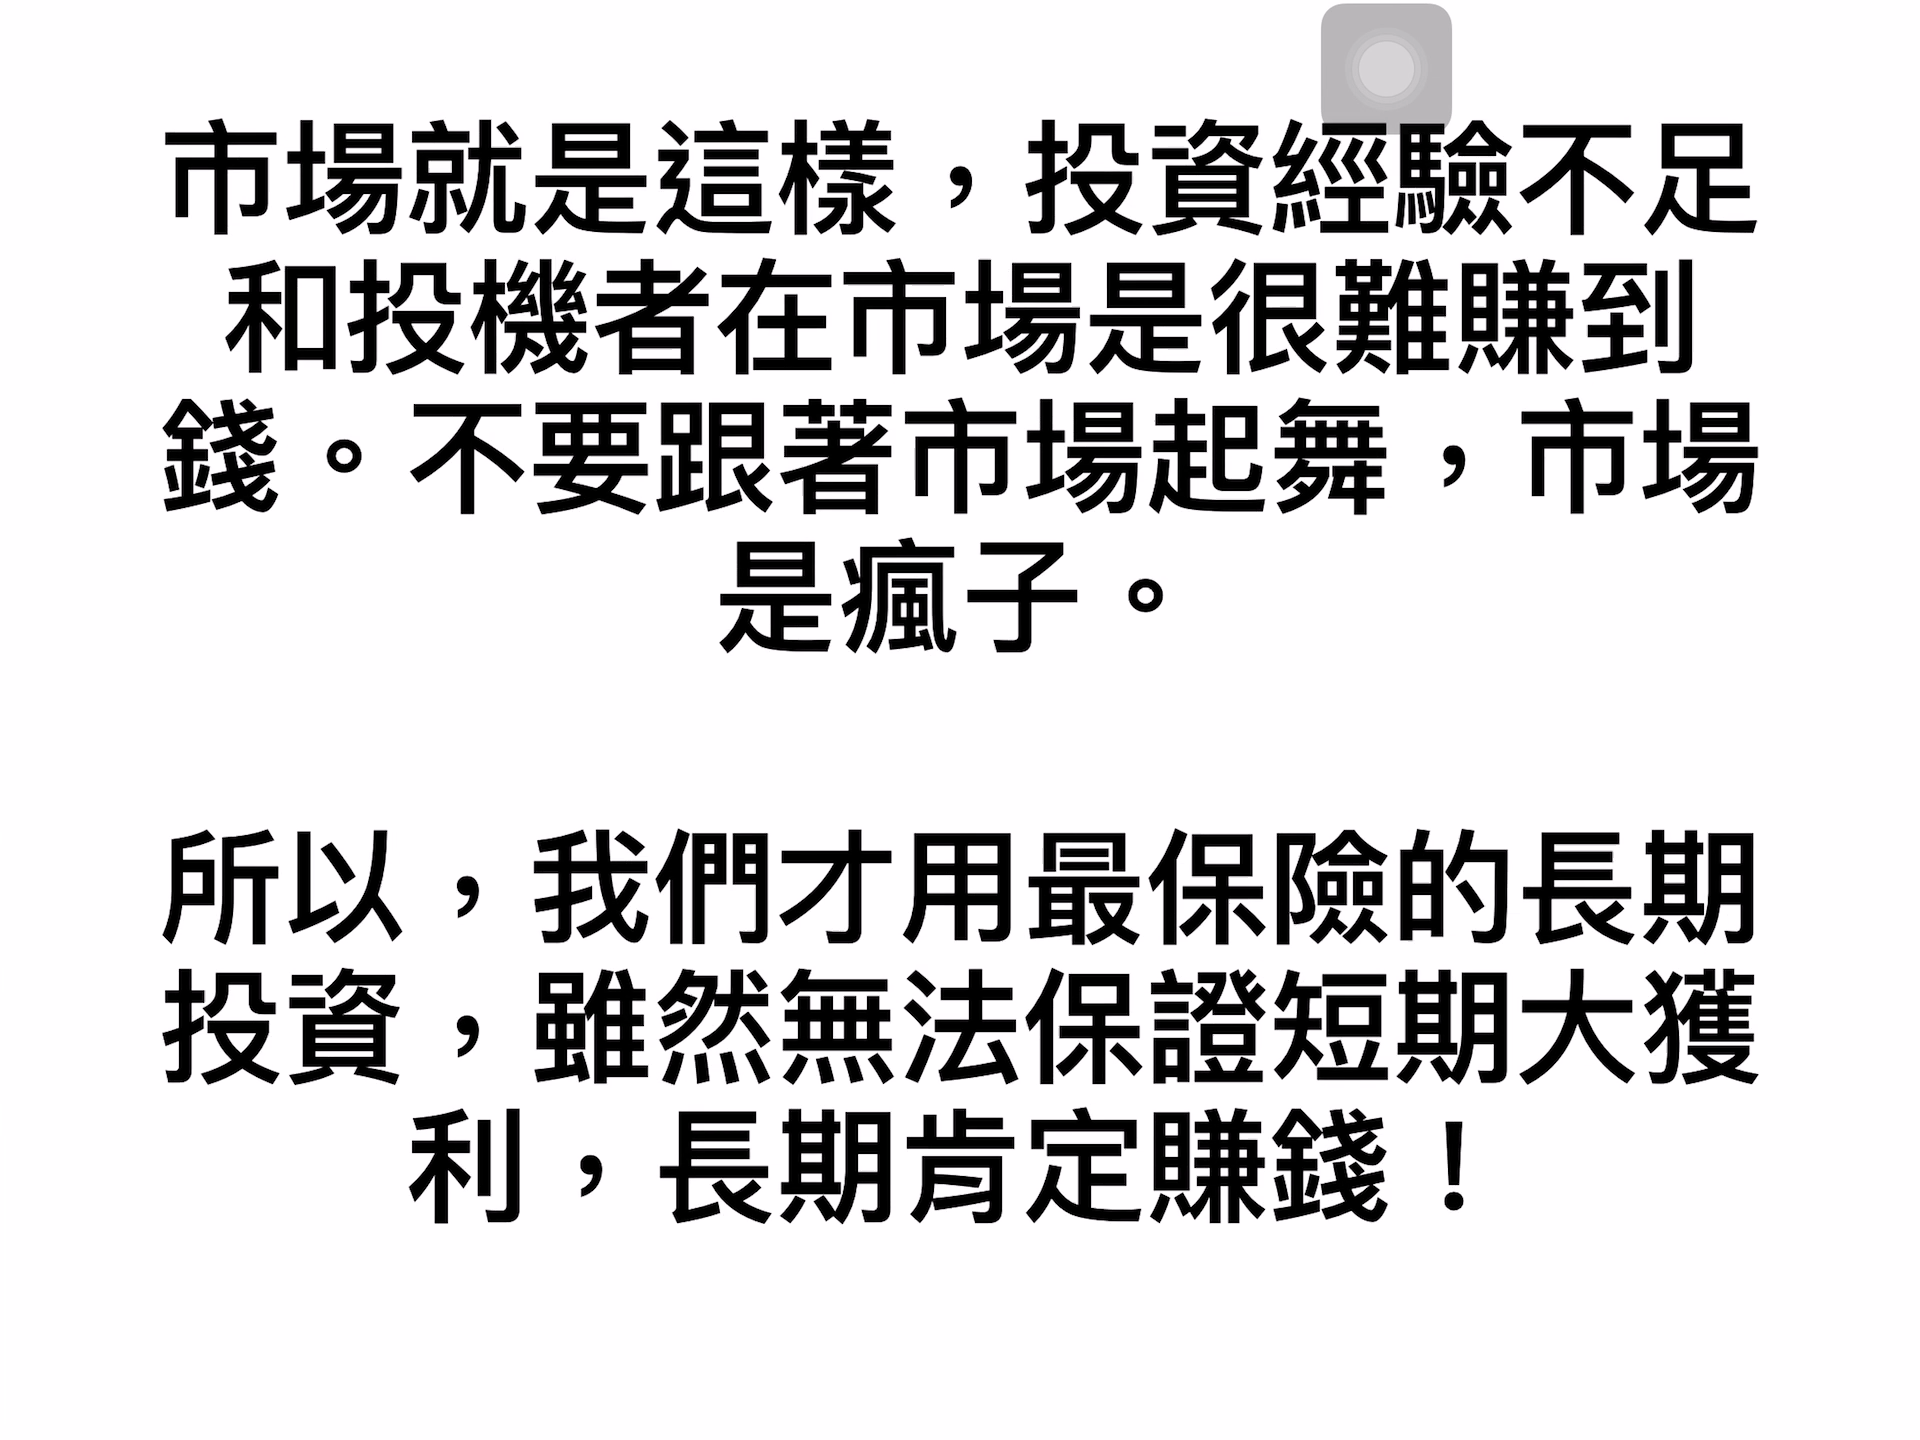 市場就是這樣，投資經驗不足
和投機者在市場是很難賺到
錢。不要跟著市場起舞，市場
是瘋子。
所以，我們才用最保險的長期
投資，雖然無法保證短期大獲
利，長期肯定賺錢！